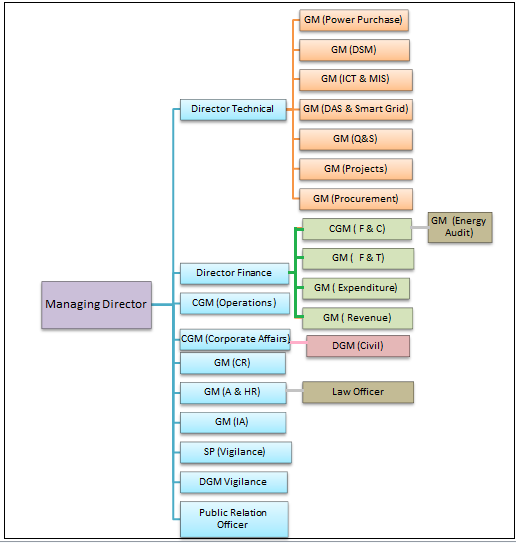 GM (Power Purchase)
GM (DSM)
GM (ICT & MIS)
Director Technical
GM (DAS & Smart Grid)
GM (Q&S)
GM (Projects)
GM (Procurement)
CGM ( F & C)
GM (Energy
Audit)
GM ( F & T)
Director Finance
GM ( Expenditure)
Managing Director
CGM (Operations)
GM ( Revenue)
CGM (Corporate Affairs)
DGM (Civil)
GM (CR)
GM (A & HR)
Law Officer
GM (IA)
SP (Vigilance)
DGM Vigilance
Public Relation
Officer